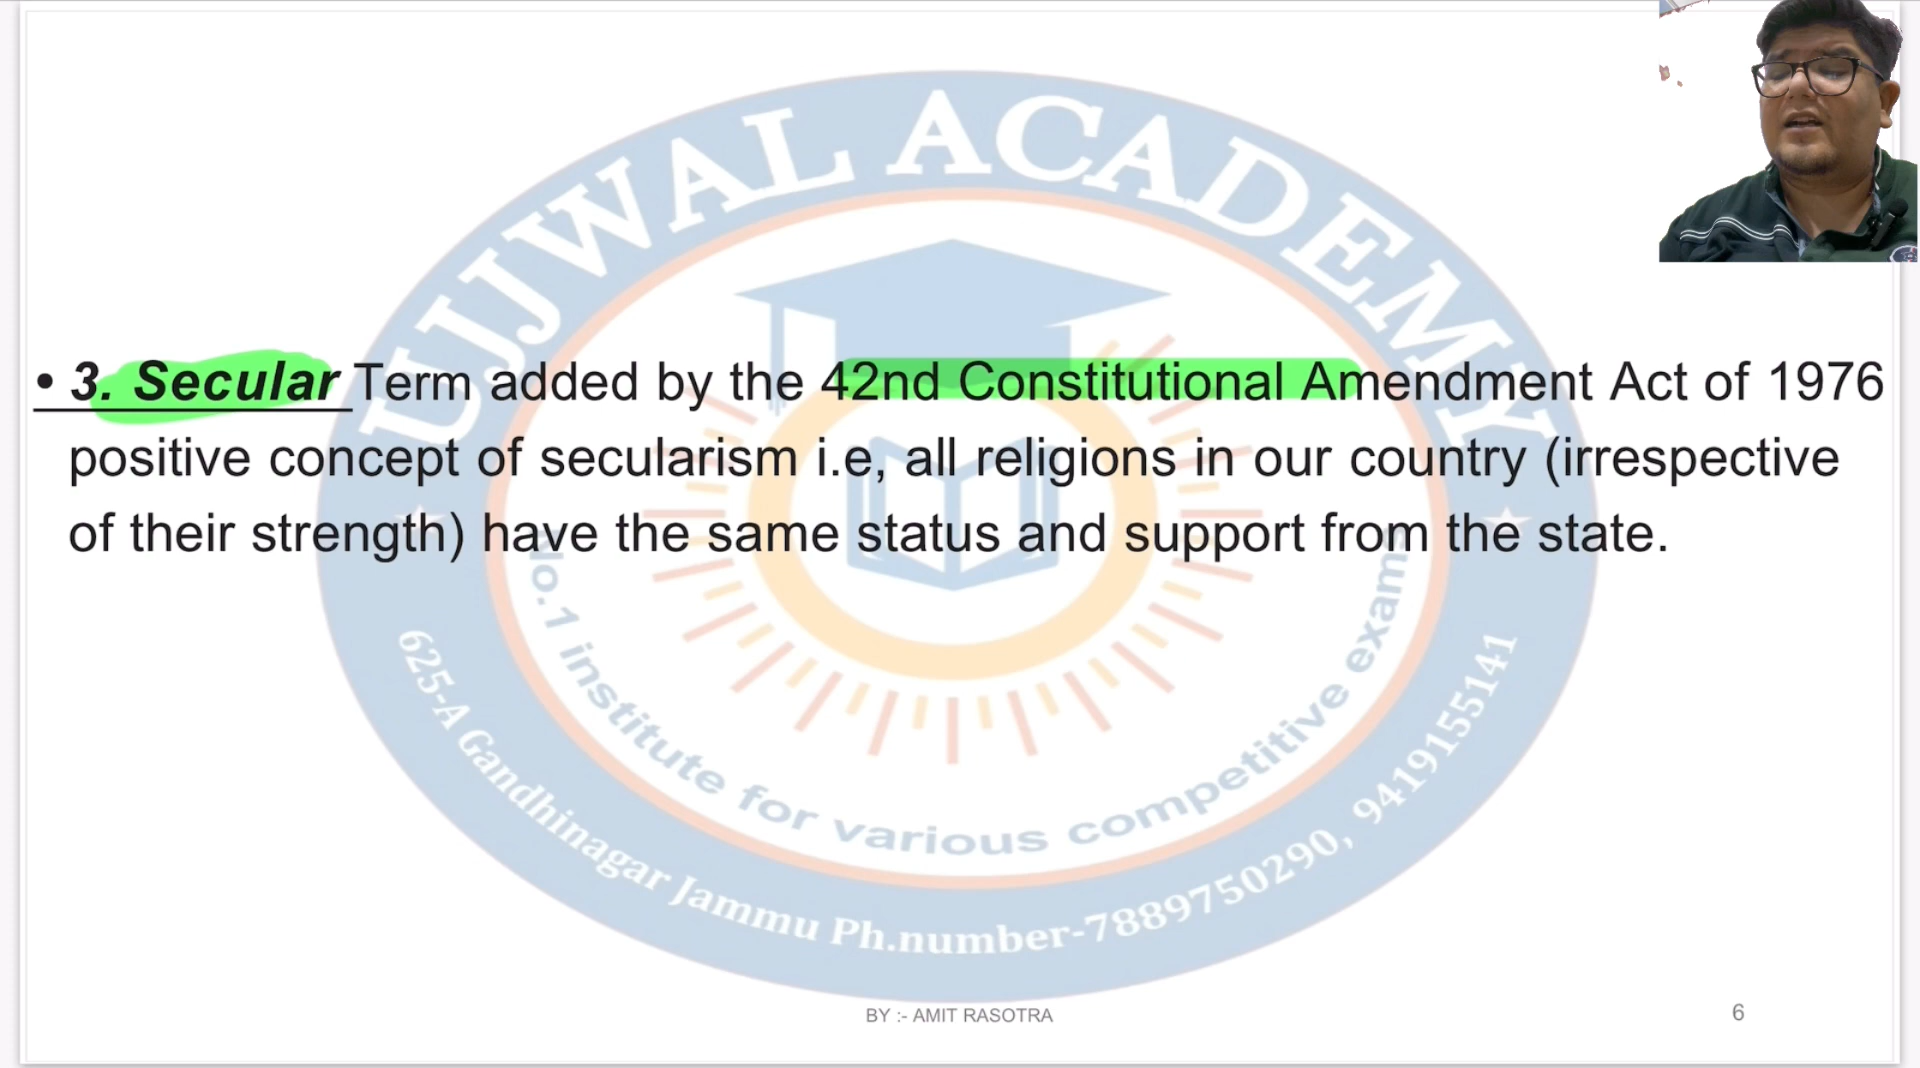 UJJWAL ACADEMY
• 3. Secular Term added by the 42nd Constitutional Amendment Act of 1976
positive concept of secularism i.e, all religions in our country (irrespective
of their strength) have the same status and support from the state.
No.1 institute for various competitive exams
625-A Gandhinagar Jammu Ph.number-7889750290, 9419155141
BY :- AMIT RASOTRA
6